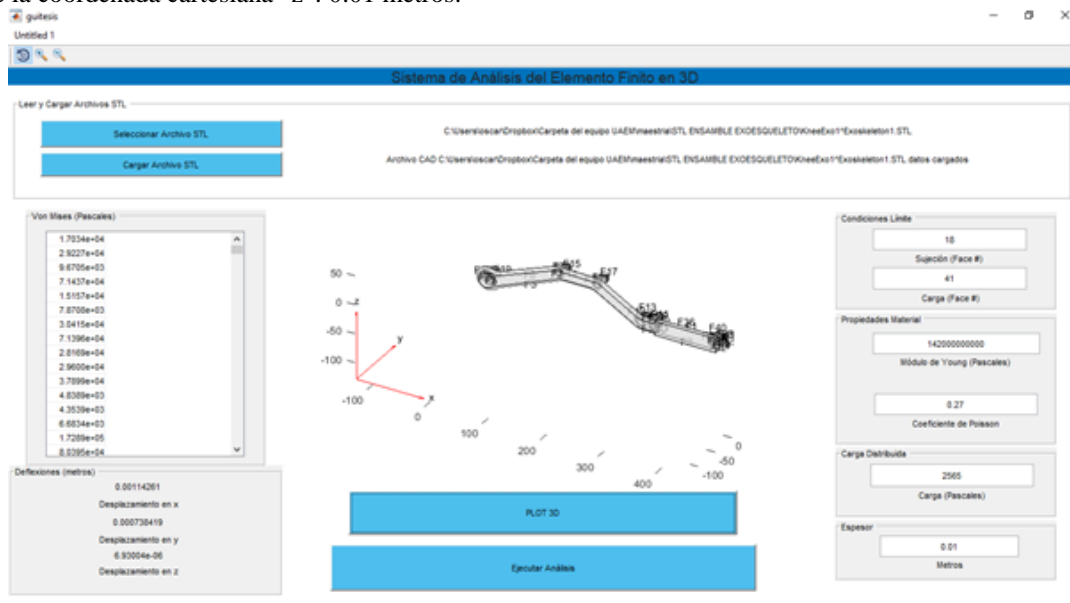 la coordenada cartesiana "z": 0.01 metros.
guitesis
Untitled 1
Sistema de Análisis del Elemento Finito en 3D
Leer y Cargar Archivos STL
Seleccionar Archivo STL
C:\Users\oscar\Dropbox\Carpeta del equipo UAEM\maestria\STL ENSAMBLE EXOESQUELETO\KneeExo1^Exoskeleton1.STL
Cargar Archivo STL
Archivo CAD C:\Users\oscar\Dropbox\Carpeta del equipo UAEM\maestria\STL ENSAMBLE EXOESQUELETO\KneeExo1^Exoskeleton1.STL datos cargados
Von Mises (Pascales)
1.7034e+04
2.9227e+04
9.6705e+03
7.1437e+04
1.5157e+04
7.8708e+03
3.0415e+04
7.1396e+04
2.8169e+04
2.9600e+04
3.7899e+04
4.8389e+03
4.3539e+03
6.6834e+03
1.7289e+05
8.0395e+04
Deflexiones (metros)
0.00114261
Desplazamiento en x
0.000738419
Desplazamiento en y
6.93004e-06
Desplazamiento en z
50
0
-50
-100
z
y
x
-100
0
100
200
300
400
0
-50
-100
F15
F17
F13
PLOT 3D
Ejecutar Análisis
Condiciones Límite
18
Sujeción (Face #)
41
Carga (Face #)
Propiedades Material
142000000000
Módulo de Young (Pascales)
0.27
Coeficiente de Poisson
Carga Distribuida
2565
Carga (Pascales)
Espesor
0.01
Metros